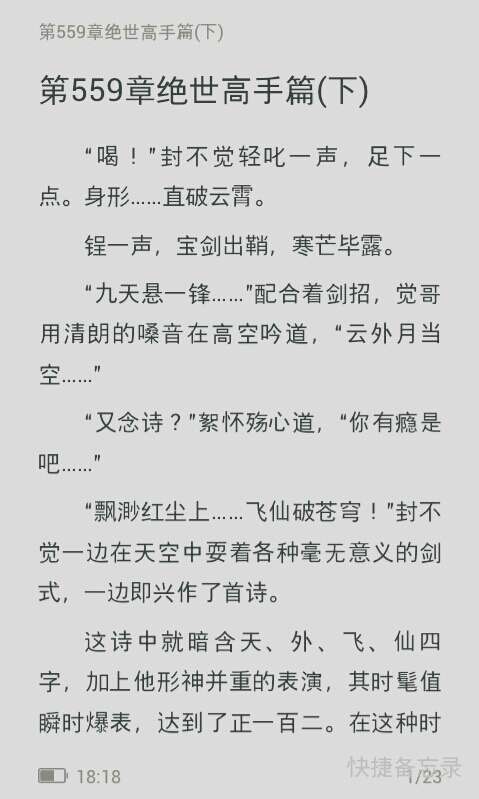 第559章绝世高手篇(下)
第559章绝世高手篇(下)
“喝！”封不觉轻叱一声，足下一
点。身形……直破云霄。
锃一声，宝剑出鞘，寒芒毕露。
“九天悬一锋……”配合着剑招，觉哥
用清朗的嗓音在高空吟道，“云外月当
空……”
“又念诗？”絮怀殇心道，“你有瘾是
吧……”
“飘渺红尘上……飞仙破苍穹！”封不
觉一边在天空中耍着各种毫无意义的剑
式，一边即兴作了首诗。
这诗中就暗含天、外、飞、仙四
字，加上他形神并重的表演，其时髦值
瞬时爆表，达到了正一百二。在这种时
18:18
1/23
快捷备忘录